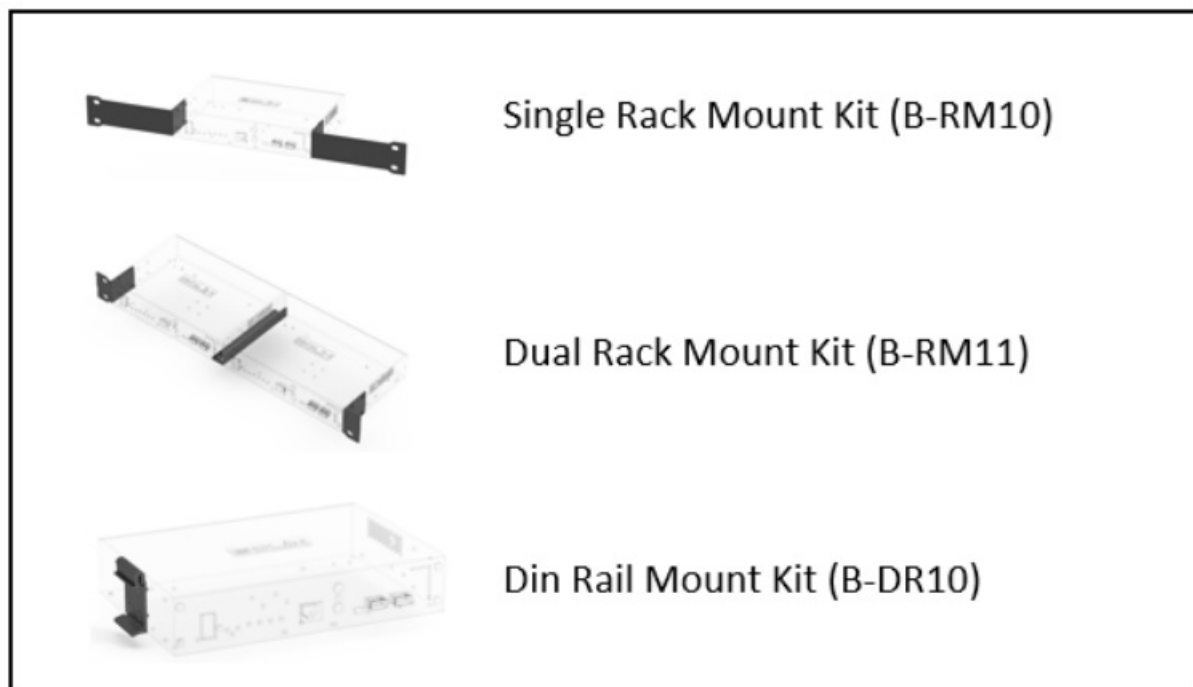 Single Rack Mount Kit (B-RM10)
Dual Rack Mount Kit (B-RM11)
Din Rail Mount Kit (B-DR10)